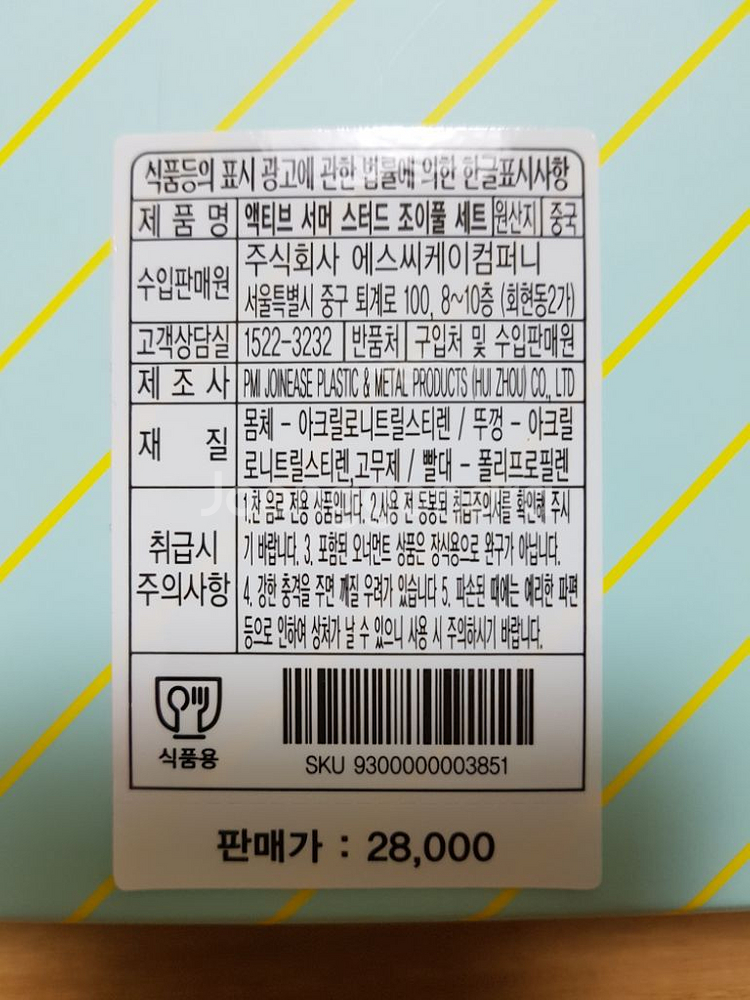 식품등의 표시 광고에 관한 법률에 의한 한글표시사항
제 품 명 액티브 서머 스터드 조이풀 세트 원산지 중국
수입판매원 주식회사 에스씨케이컴퍼니
서울특별시 중구 퇴계로 100, 8~10층 (회현동2가)
고객상담실 1522-3232 반품처 구입처 및 수입판매원
제 조 사 PMI JOINEASE PLASTIC & METAL PRODUCTS (HUI ZHOU) CO., LTD
재 질 몸체 - 아크릴로니트릴스티렌 / 뚜껑 - 아크릴
로니트릴스티렌,고무제 / 빨대 - 폴리프로필렌
취급시 주의사항 1.찬 음료 전용 상품입니다. 2.사용 전 동봉된 취급주의서를 확인해 주시
기 바랍니다. 3. 포함된 오너먼트 상품은 장식용으로 완구가 아닙니다.
4. 강한 충격을 주면 깨질 우려가 있습니다 5. 파손된 때에는 예리한 파편
등으로 인하여 상처가 날 수 있으니 사용 시 주의하시기 바랍니다.
식품용
SKU 9300000003851
판매가 : 28,000